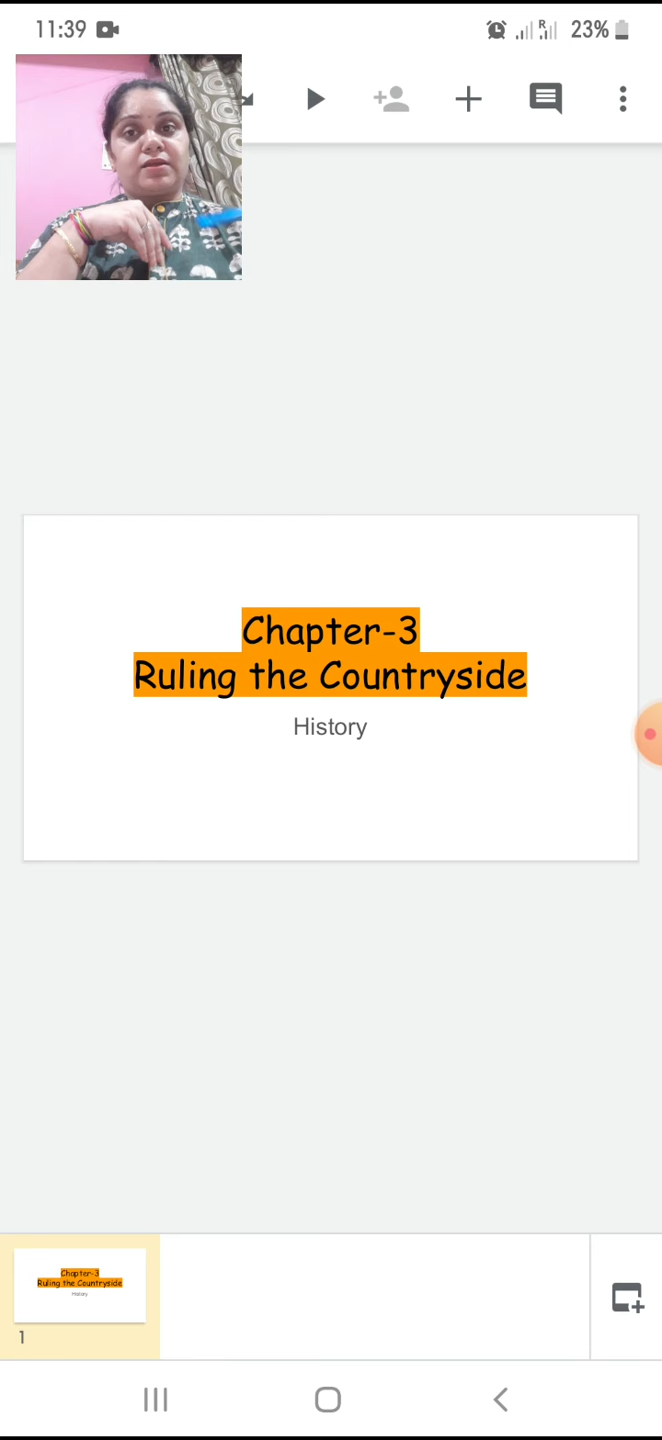 11:39
R
23%
Chapter-3
Ruling the Countryside
History
Chapter-3
Ruling the Countryside
History
1